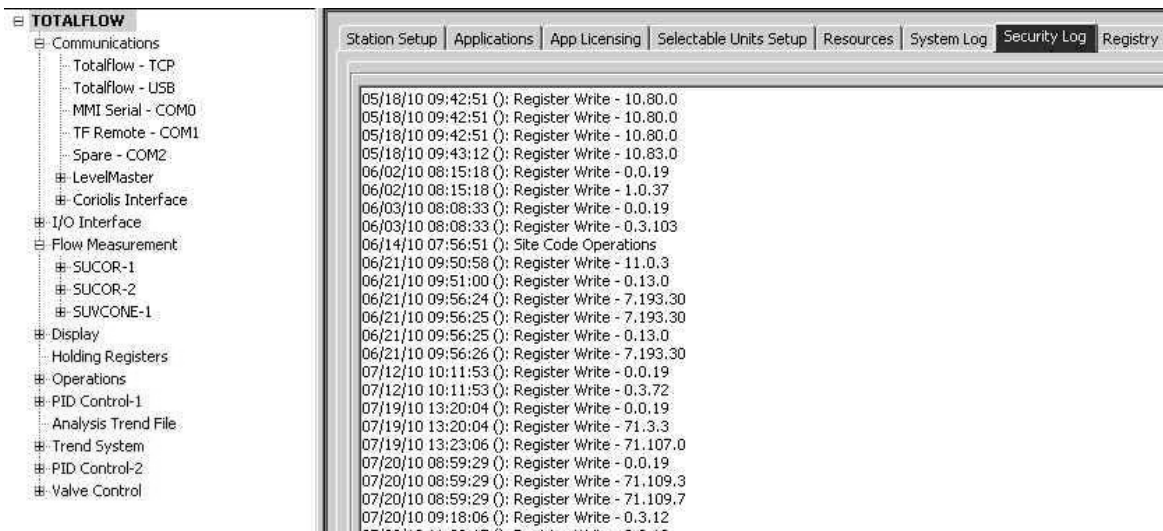 TOTALFLOW
Communications
Totalflow - TCP
Totalflow - USB
MMI Serial - COM0
TF Remote - COM1
Spare - COM2
LevelMaster
Coriolis Interface
I/O Interface
Flow Measurement
SUCOR-1
SUCOR-2
SUVCONE-1
Display
Holding Registers
Operations
PID Control-1
Analysis Trend File
Trend System
PID Control-2
Valve Control
Station Setup Applications App Licensing Selectable Units Setup Resources System Log Security Log Registry
05/18/10 09:42:51 (): Register Write - 10.80.0
05/18/10 09:42:51 (): Register Write - 10.80.0
05/18/10 09:42:51 (): Register Write - 10.80.0
05/18/10 09:43:12 (): Register Write - 10.83.0
06/02/10 08:15:18 (): Register Write - 0.0.19
06/02/10 08:15:18 (): Register Write - 1.0.37
06/03/10 08:08:33 (): Register Write - 0.0.19
06/03/10 08:08:33 (): Register Write - 0.3.103
06/14/10 07:56:51 (): Site Code Operations
06/21/10 09:50:58 (): Register Write - 11.0.3
06/21/10 09:51:00 (): Register Write - 0.13.0
06/21/10 09:56:24 (): Register Write - 7.193.30
06/21/10 09:56:25 (): Register Write - 7.193.30
06/21/10 09:56:25 (): Register Write - 0.13.0
06/21/10 09:56:26 (): Register Write - 7.193.30
07/12/10 10:11:53 (): Register Write - 0.0.19
07/12/10 10:11:53 (): Register Write - 0.3.72
07/19/10 13:20:04 (): Register Write - 0.0.19
07/19/10 13:20:04 (): Register Write - 71.3.3
07/19/10 13:23:06 (): Register Write - 71.107.0
07/20/10 08:59:29 (): Register Write - 0.0.19
07/20/10 08:59:29 (): Register Write - 71.109.3
07/20/10 08:59:29 (): Register Write - 71.109.7
07/20/10 09:18:06 (): Register Write - 0.3.12